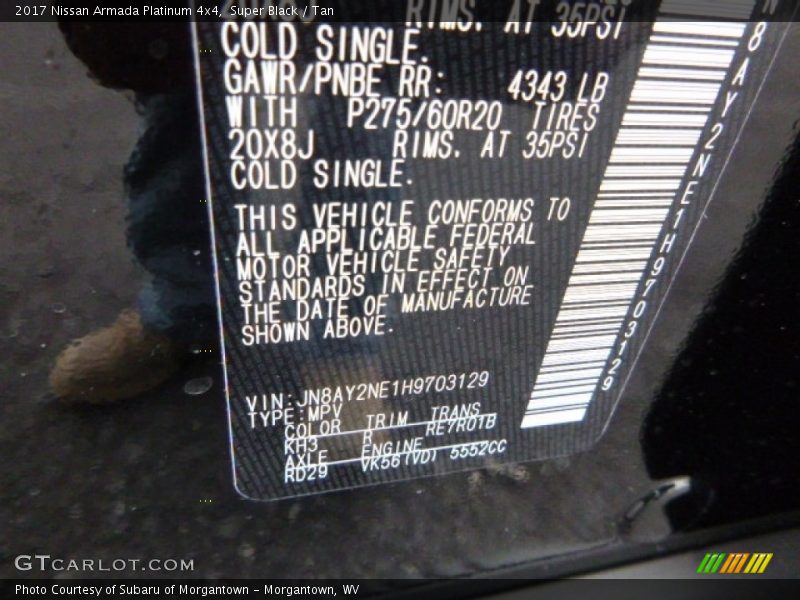 2017 Nissan Armada Platinum 4x4, Super Black / Tan
RIMS. AT 35PSI
COLD SINGLE.
GAWR/PNBE RR: 4343 LB
WITH P275/60R20 TIRES
20X8J RIMS. AT 35PSI
COLD SINGLE.
THIS VEHICLE CONFORMS TO
ALL APPLICABLE FEDERAL
MOTOR VEHICLE SAFETY
STANDARDS IN EFFECT ON
THE DATE OF MANUFACTURE
SHOWN ABOVE.
VIN:JN8AY2NE1H9703129
TYPE:MPV
COLOR TRIM TRANS
KH3 R RE7R01B
AXLE ENGINE
RD29 VK56(VD) 5552CC
N8AY2NE1H9703129
GTCARLOT.COM
Photo Courtesy of Subaru of Morgantown - Morgantown, WV